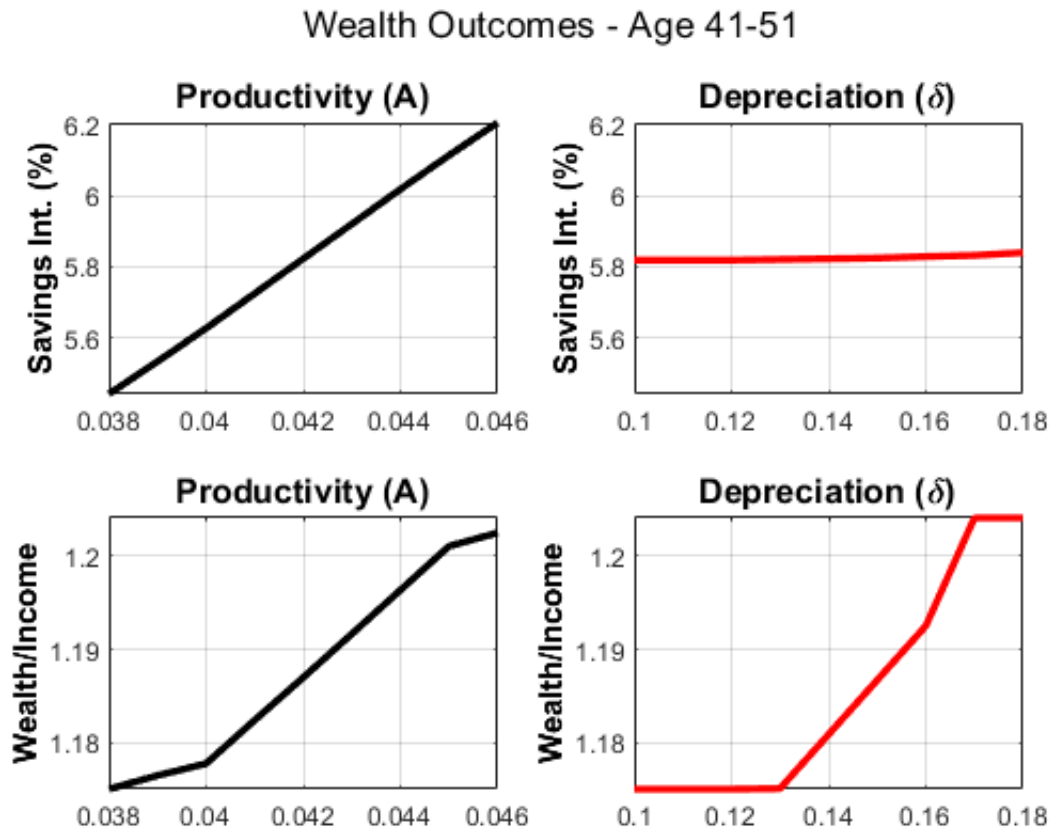 Wealth Outcomes - Age 41-51
Productivity (A)
Savings Int. (%)
6.2
6
5.8
5.6
0.038 0.04 0.042 0.044 0.046
Depreciation (δ)
Savings Int. (%)
6.2
6
5.8
5.6
0.1 0.12 0.14 0.16 0.18
Productivity (A)
Wealth/Income
1.2
1.19
1.18
0.038 0.04 0.042 0.044 0.046
Depreciation (δ)
Wealth/Income
1.2
1.19
1.18
0.1 0.12 0.14 0.16 0.18